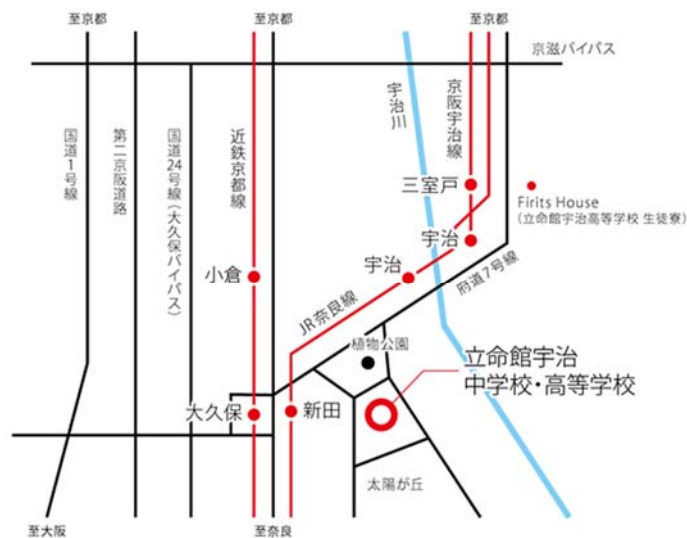 至京都
至京都
至京都
京滋バイパス
国道1号線
第二京阪道路
国道24号線(大久保バイパス)
近鉄京都線
宇治川
京阪宇治線
三室戸
Firits House
(立命館宇治高等学校 生徒寮)
宇治
宇治
小倉
府道7号線
JR奈良線
植物公園
立命館宇治
中学校・高等学校
大久保
新田
太陽が丘
至大阪
至奈良